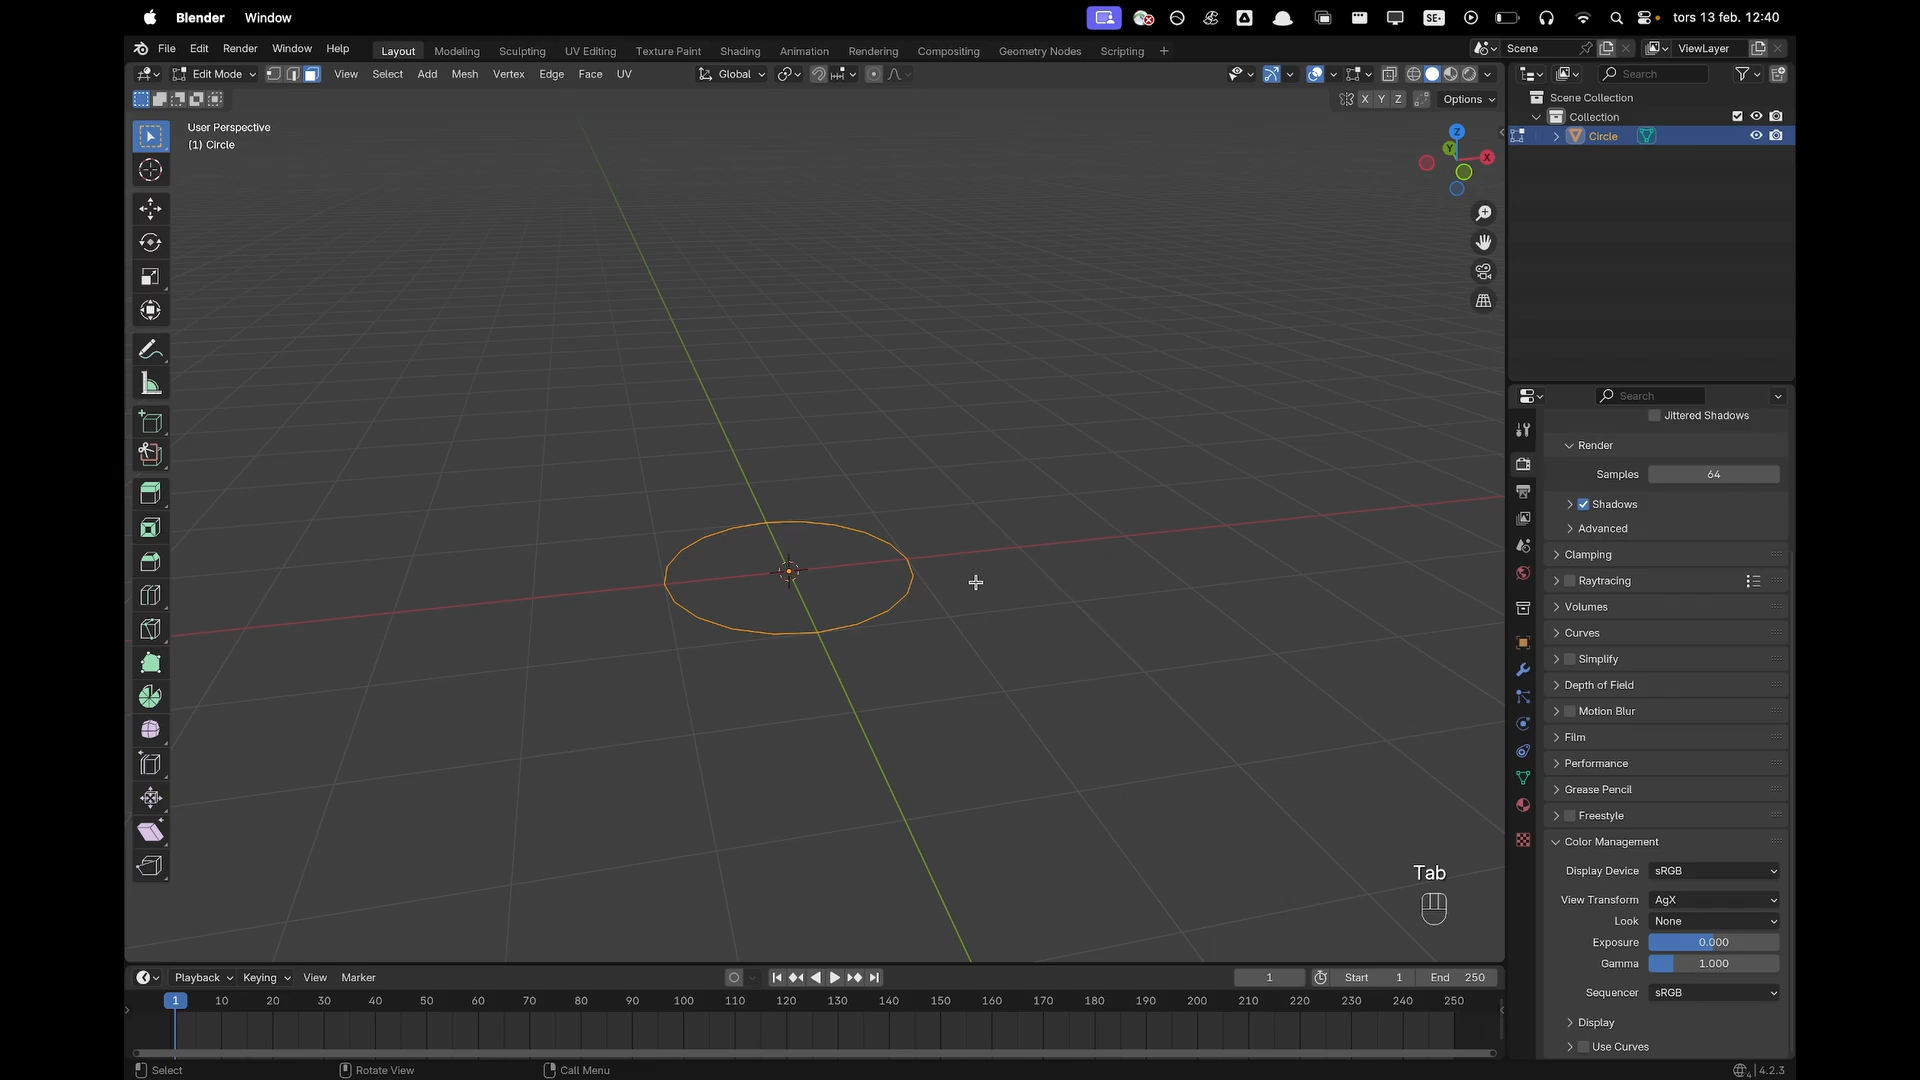 Blender Window SE tors 13 feb. 12:40
File Edit Render Window Help Layout Modeling Sculpting UV Editing Texture Paint Shading Animation Rendering Compositing Geometry Nodes Scripting + Scene ViewLayer
Edit Mode View Select Add Mesh Vertex Edge Face UV Global Search
X Y Z Options Scene Collection
Collection
User Perspective
(1) Circle
Circle
Z
Y
X
Search
Jittered Shadows
Render
Samples 64
Shadows
Advanced
Clamping
Raytracing
Volumes
Curves
Simplify
Depth of Field
Motion Blur
Film
Performance
Grease Pencil
Freestyle
Color Management
Display Device sRGB
View Transform AgX
Look None
Exposure 0.000
Gamma 1.000
Sequencer sRGB
Display
Use Curves
Tab
Playback Keying View Marker 1 Start 1 End 250
1 10 20 30 40 50 60 70 80 90 100 110 120 130 140 150 160 170 180 190 200 210 220 230 240 250
Select Rotate View Call Menu 4.2.3